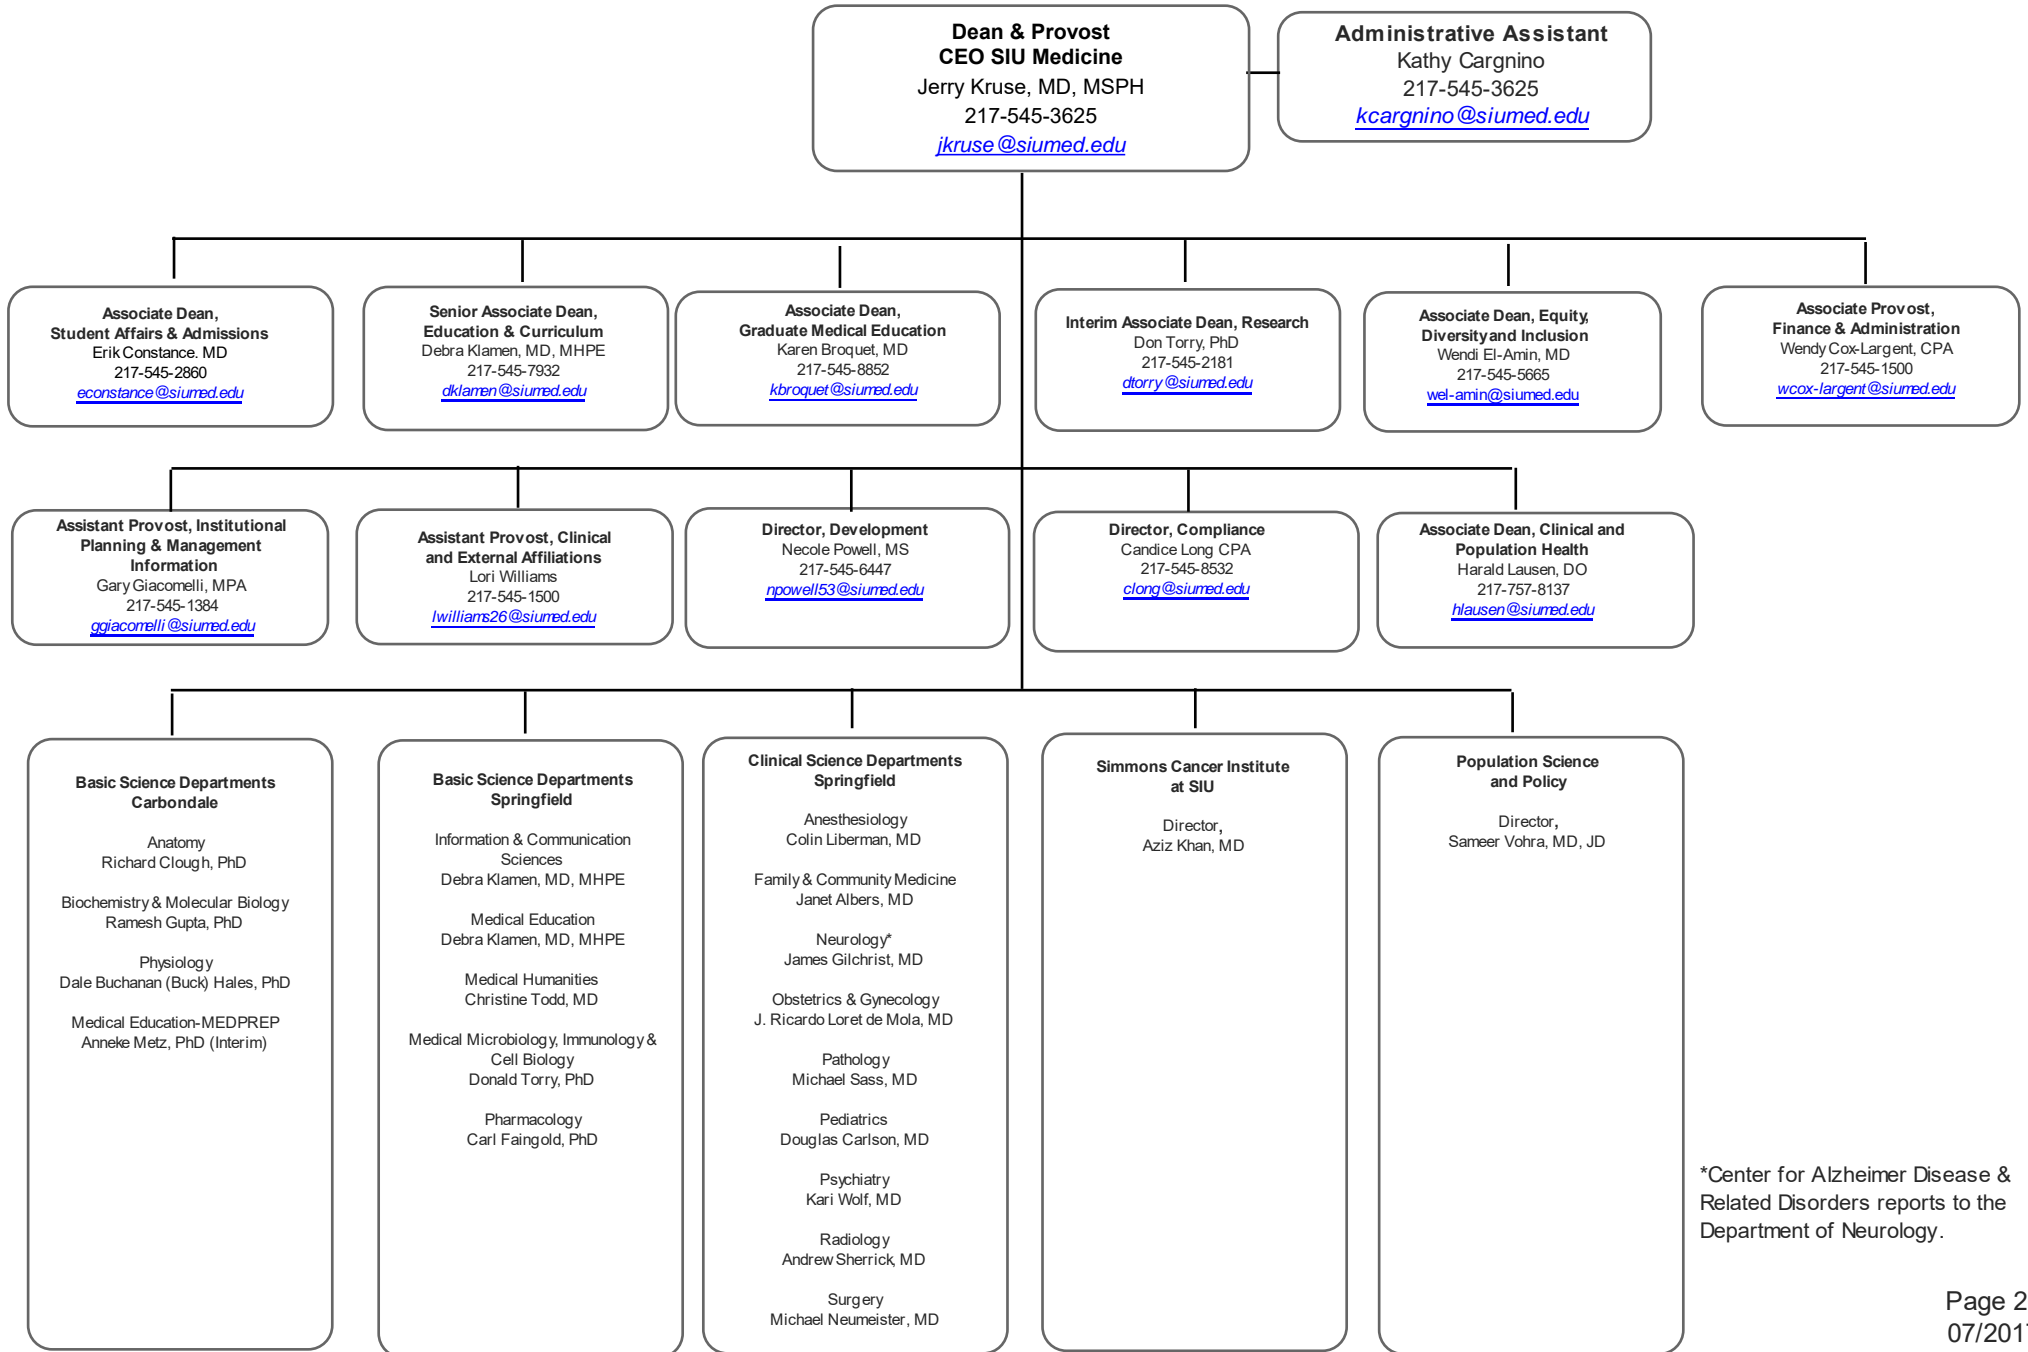 Dean & Provost
CEO SIU Medicine
Jerry Kruse, MD, MSPH
217-545-3625
jkruse@siumed.edu
Administrative Assistant
Kathy Cargnino
217-545-3625
kcargnino@siumed.edu
Associate Dean,
Student Affairs & Admissions
Erik Constance. MD
217-545-2860
econstance@siumed.edu
Senior Associate Dean,
Education & Curriculum
Debra Klamen, MD, MHPE
217-545-7932
dklamen@siumed.edu
Associate Dean,
Graduate Medical Education
Karen Broquet, MD
217-545-8852
kbroquet@siumed.edu
Interim Associate Dean, Research
Don Torry, PhD
217-545-2181
dtorry@siumed.edu
Associate Dean, Equity,
Diversity and Inclusion
Wendi El-Amin, MD
217-545-5665
wel-amin@siumed.edu
Associate Provost,
Finance & Administration
Wendy Cox-Largent, CPA
217-545-1500
wcox-largent@siumed.edu
Assistant Provost, Institutional
Planning & Management
Information
Gary Giacomelli, MPA
217-545-1384
ggiacomelli@siumed.edu
Assistant Provost, Clinical
and External Affiliations
Lori Williams
217-545-1500
lwilliams26@siumed.edu
Director, Development
Necole Powell, MS
217-545-6447
npowell53@siumed.edu
Director, Compliance
Candice Long CPA
217-545-8532
clong@siumed.edu
Associate Dean, Clinical and
Population Health
Harald Lausen, DO
217-757-8137
hlausen@siumed.edu
Basic Science Departments
Carbondale
Anatomy
Richard Clough, PhD
Biochemistry & Molecular Biology
Ramesh Gupta, PhD
Physiology
Dale Buchanan (Buck) Hales, PhD
Medical Education-MEDPREP
Anneke Metz, PhD (Interim)
Basic Science Departments
Springfield
Information & Communication
Sciences
Debra Klamen, MD, MHPE
Medical Education
Debra Klamen, MD, MHPE
Medical Humanities
Christine Todd, MD
Medical Microbiology, Immunology &
Cell Biology
Donald Torry, PhD
Pharmacology
Carl Faingold, PhD
Clinical Science Departments
Springfield
Anesthesiology
Colin Liberman, MD
Family & Community Medicine
Janet Albers, MD
Neurology*
James Gilchrist, MD
Obstetrics & Gynecology
J. Ricardo Loret de Mola, MD
Pathology
Michael Sass, MD
Pediatrics
Douglas Carlson, MD
Psychiatry
Kari Wolf, MD
Radiology
Andrew Sherrick, MD
Surgery
Michael Neumeister, MD
Simmons Cancer Institute
at SIU
Director,
Aziz Khan, MD
Population Science
and Policy
Director,
Sameer Vohra, MD, JD
*Center for Alzheimer Disease &
Related Disorders reports to the
Department of Neurology.
Page 2
07/2017